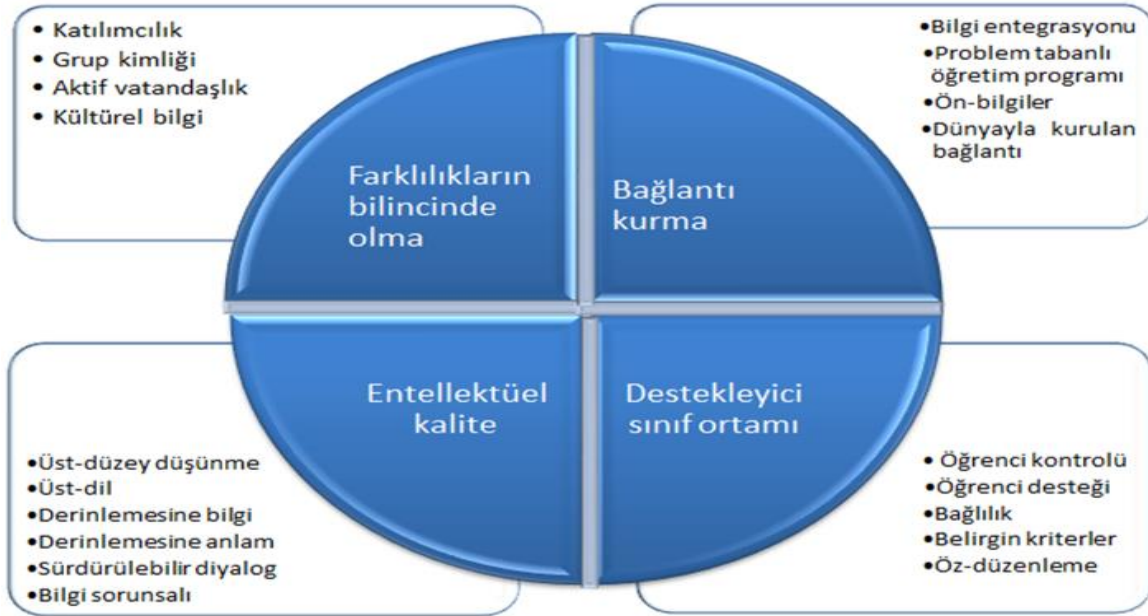 • Katılımcılık
• Grup kimliği
• Aktif vatandaşlık
• Kültürel bilgi
•Bilgi entegrasyonu
•Problem tabanlı
öğretim programı
•Ön-bilgiler
•Dünyayla kurulan
bağlantı
Farklılıkların
bilincinde
olma
Bağlantı
kurma
Entellektüel
kalite
Destekleyici
sınıf ortamı
•Üst-düzey düşünme
•Üst-dil
•Derinlemesine bilgi
•Derinlemesine anlam
•Sürdürülebilir diyalog
•Bilgi sorunsalı
• Öğrenci kontrolü
•Öğrenci desteği
•Bağlılık
•Belirgin kriterler
•Öz-düzenleme